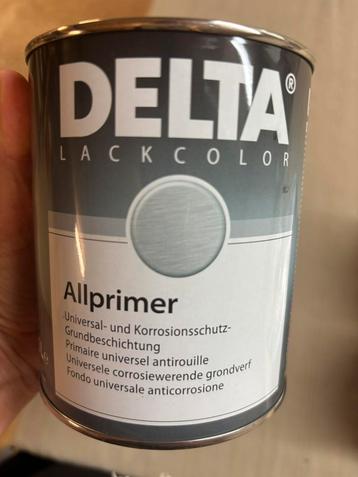 DELTA®
LACKCOLOR
Allprimer
Universal- und Korrosionsschutz-
Grundbeschichtung
Primaire universel antirouille
Universele corrosiewerende grondverf
Fondo universale anticorrosione